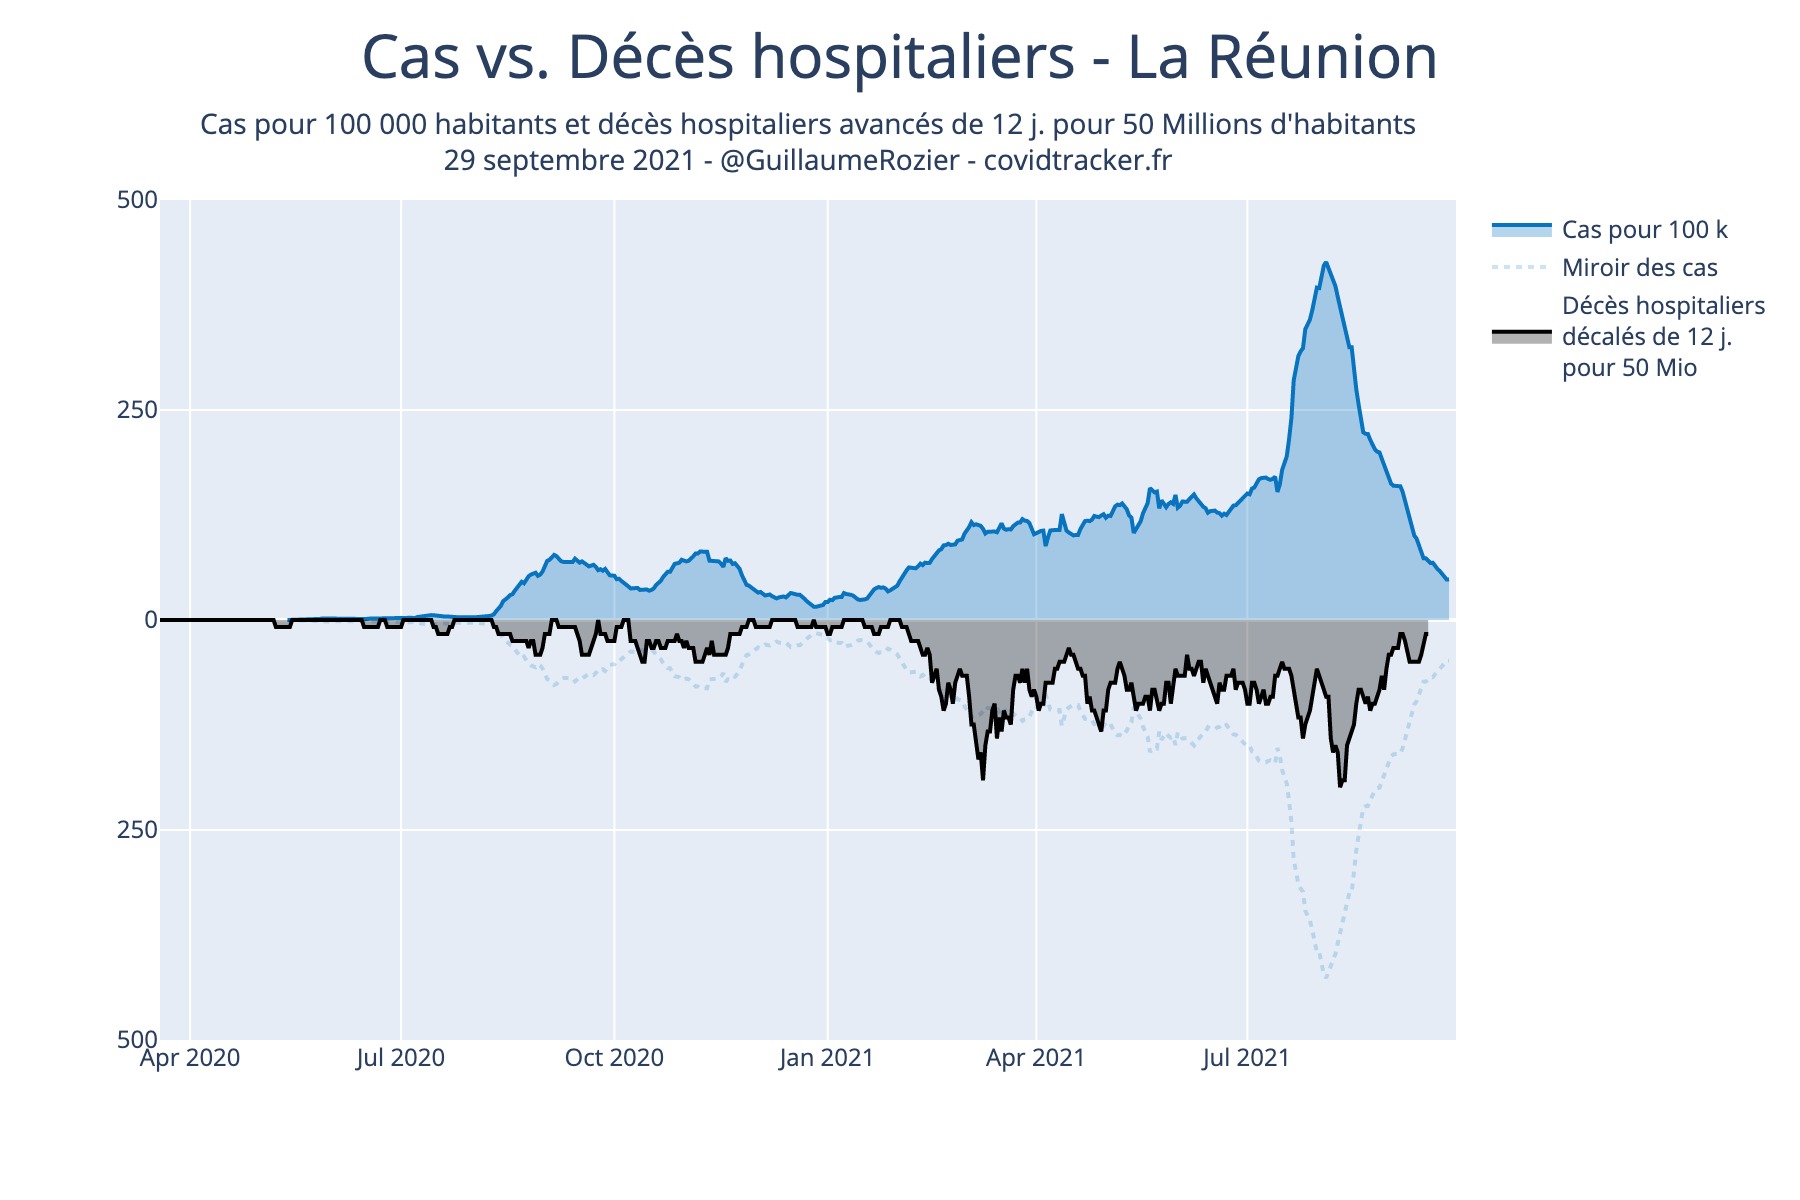 Cas vs. Décès hospitaliers - La Réunion
Cas pour 100 000 habitants et décès hospitaliers avancés de 12 j. pour 50 Millions d'habitants
29 septembre 2021 - @GuillaumeRozier - covidtracker.fr
500
250
0
250
500
Apr 2020
Jul 2020
Oct 2020
Jan 2021
Apr 2021
Jul 2021
Cas pour 100 k
Miroir des cas
Décès hospitaliers
décalés de 12 j.
pour 50 Mio